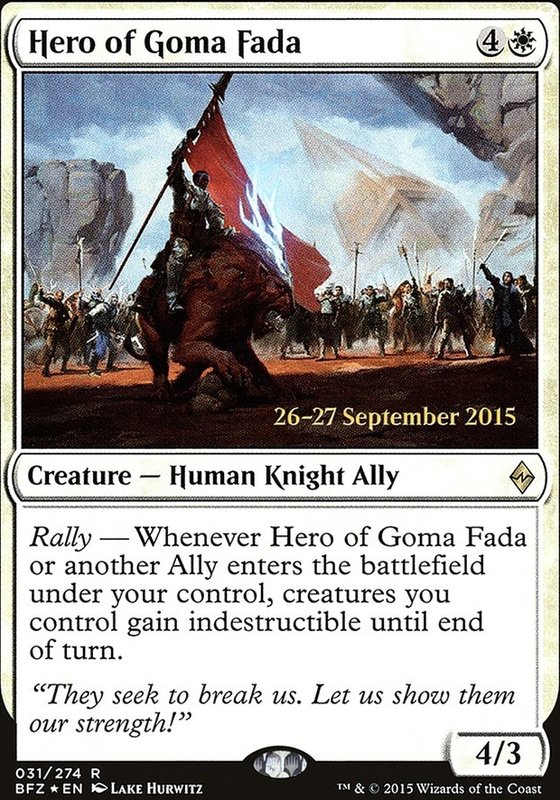 Hero of Goma Fada 4
26–27 September 2015
Creature — Human Knight Ally
Rally — Whenever Hero of Goma Fada
or another Ally enters the battlefield
under your control, creatures you
control gain indestructible until end
of turn.
“They seek to break us. Let us show them
our strength!”
4/3
031/274 R
BFZ ★ EN Lake Hurwitz
™ & © 2015 Wizards of the Coast